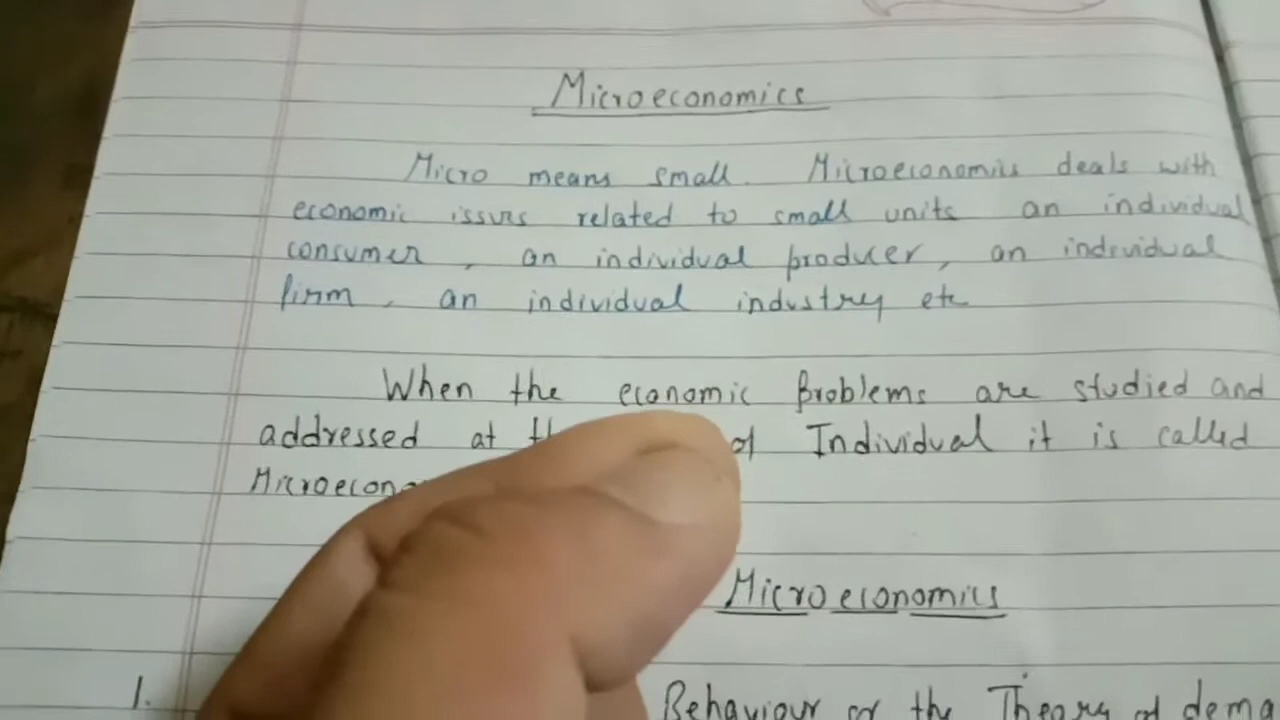 Microeconomics
Micro means small. Microeconomics deals with
economic issues related to small units an individual
consumer, an individual producer, an individual
firm, an individual industry etc
When the economic problems are studied and
addressed at of Individual it is called
Microeconomics
1. Behaviour or the Theory of